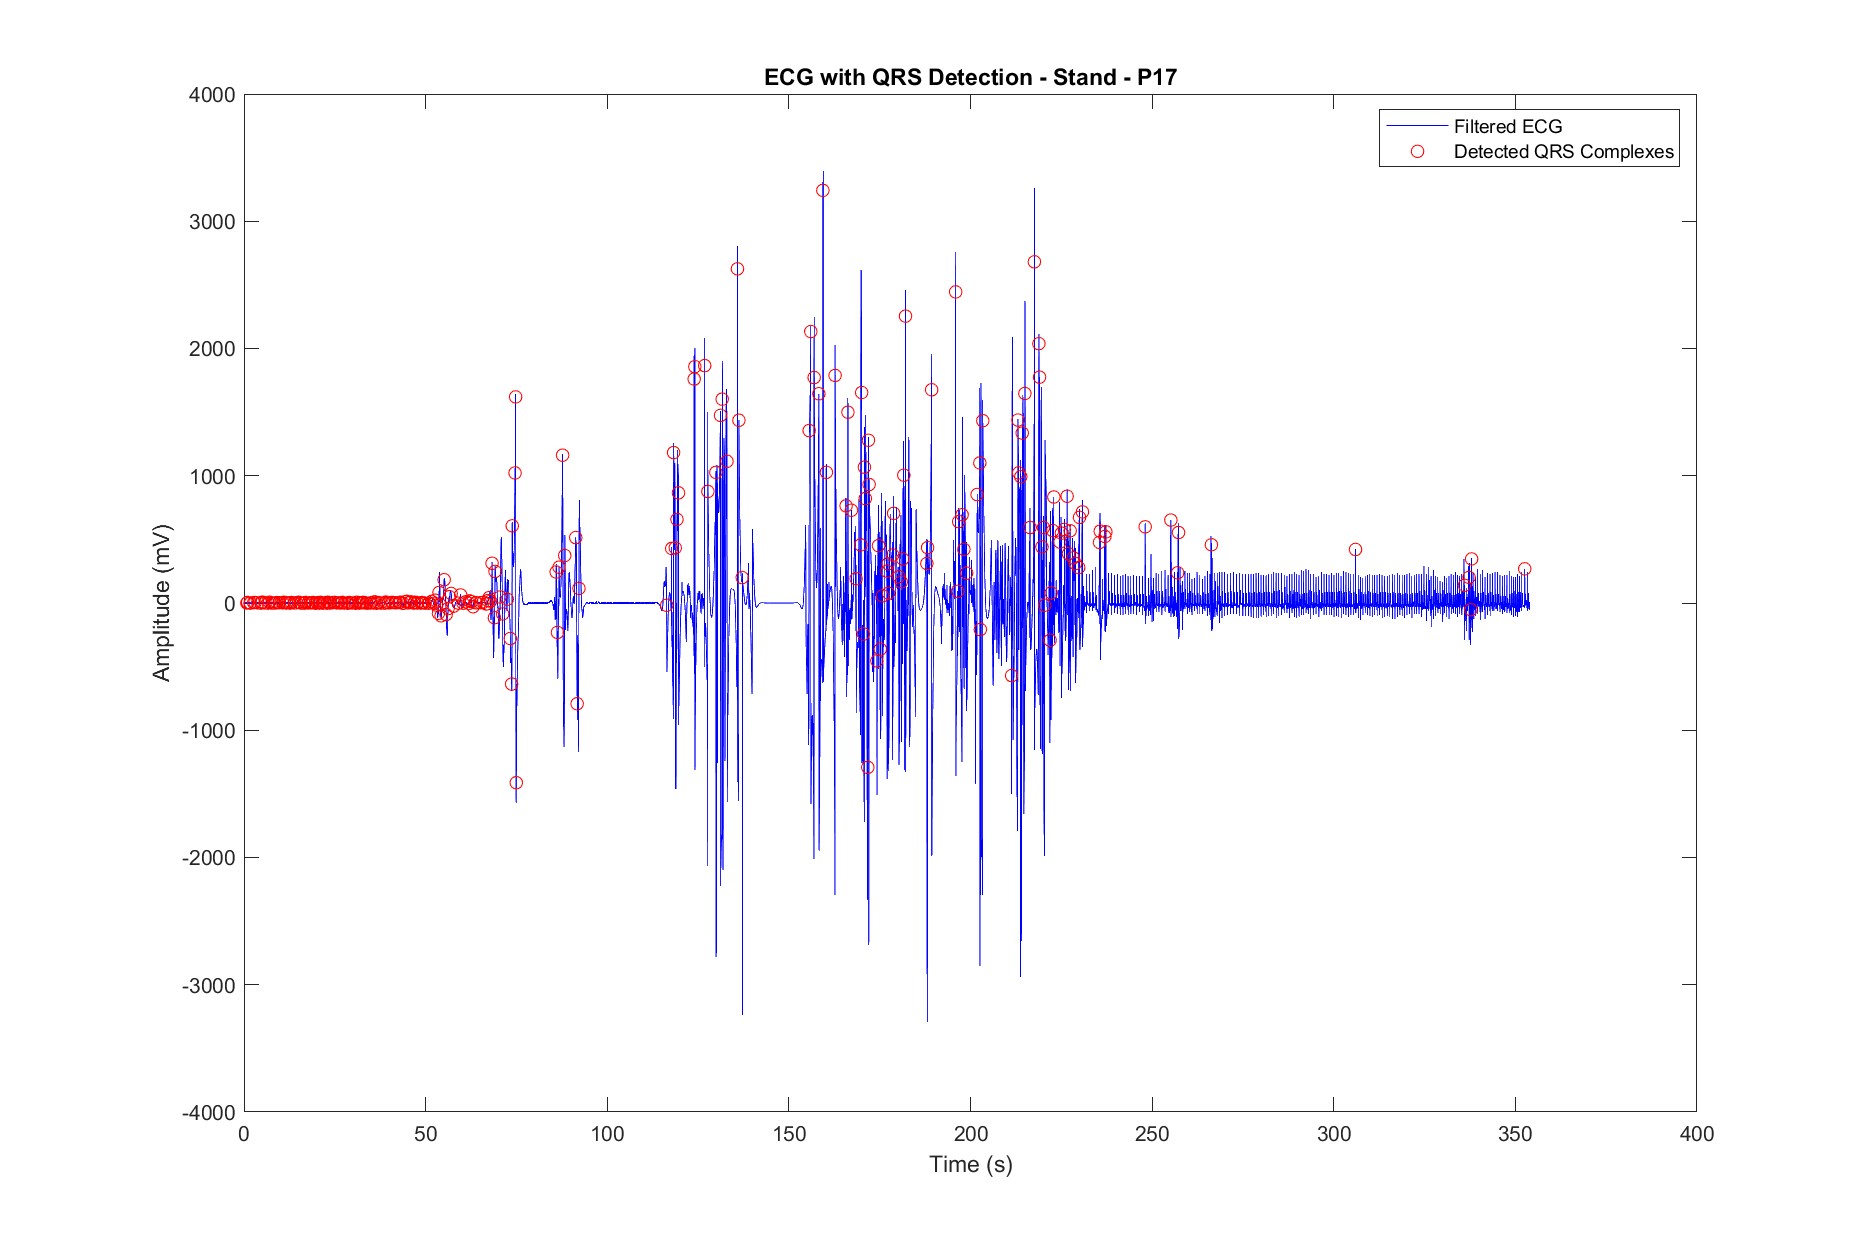 ECG with QRS Detection - Stand - P17
4000
3000
2000
1000
0
-1000
-2000
-3000
-4000
Amplitude (mV)
Filtered ECG
Detected QRS Complexes
0 50 100 150 200 250 300 350 400
Time (s)